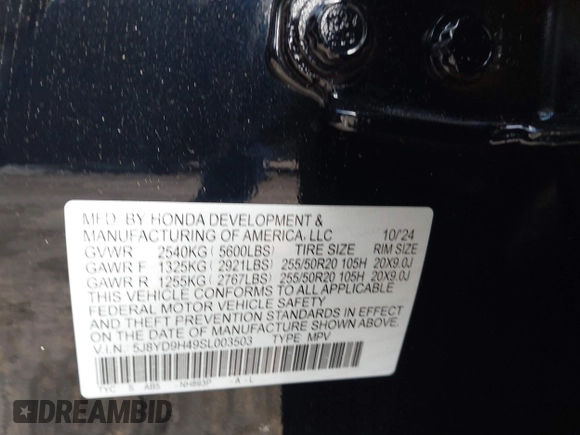 MFD. BY HONDA DEVELOPMENT &
MANUFACTURING OF AMERICA, LLC 10/24
GVWR 2540KG ( 5600LBS) TIRE SIZE RIM SIZE
GAWR F 1325KG ( 2921LBS) 255/50R20 105H 20X9.0J
GAWR R 1255KG ( 2767LBS) 255/50R20 105H 20X9.0J
THIS VEHICLE CONFORMS TO ALL APPLICABLE
FEDERAL MOTOR VEHICLE SAFETY
AND THEFT PREVENTION STANDARDS IN EFFECT
ON THE DATE OF MANUFACTURE SHOWN ABOVE.
V.I.N. 5J8YD9H49SL003503 TYPE MPV
TYC S AB5 -NH893P -A-L
DREAMBID